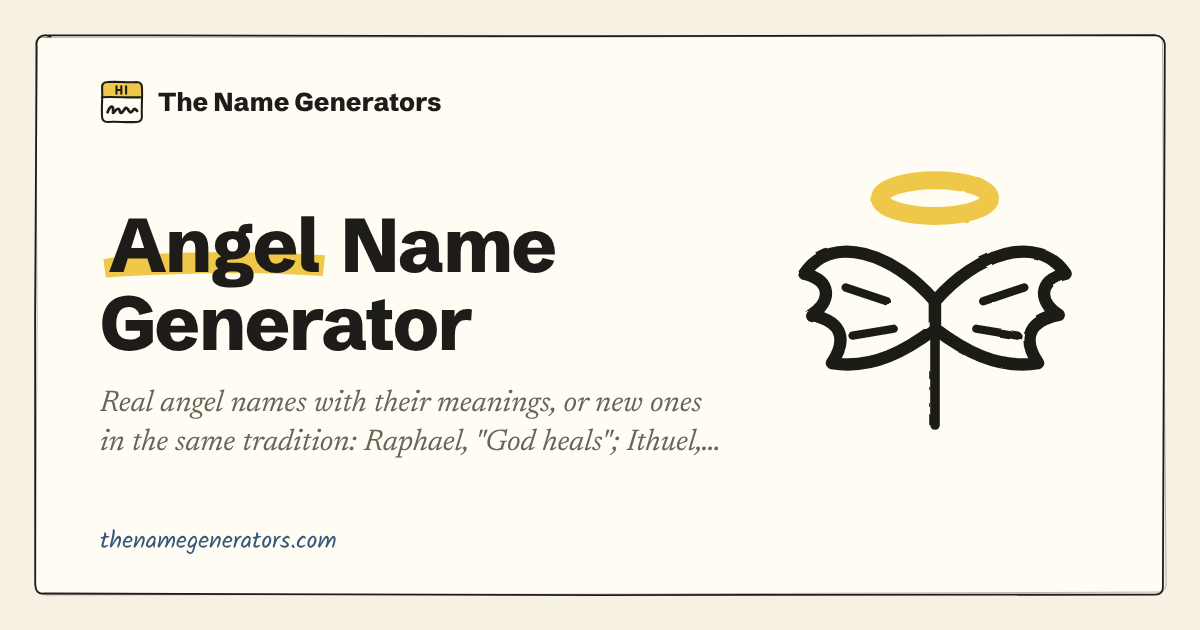 HI
The Name Generators
Angel Name
Generator
Real angel names with their meanings, or new ones
in the same tradition: Raphael, "God heals"; Ithuel,...
thenamegenerators.com